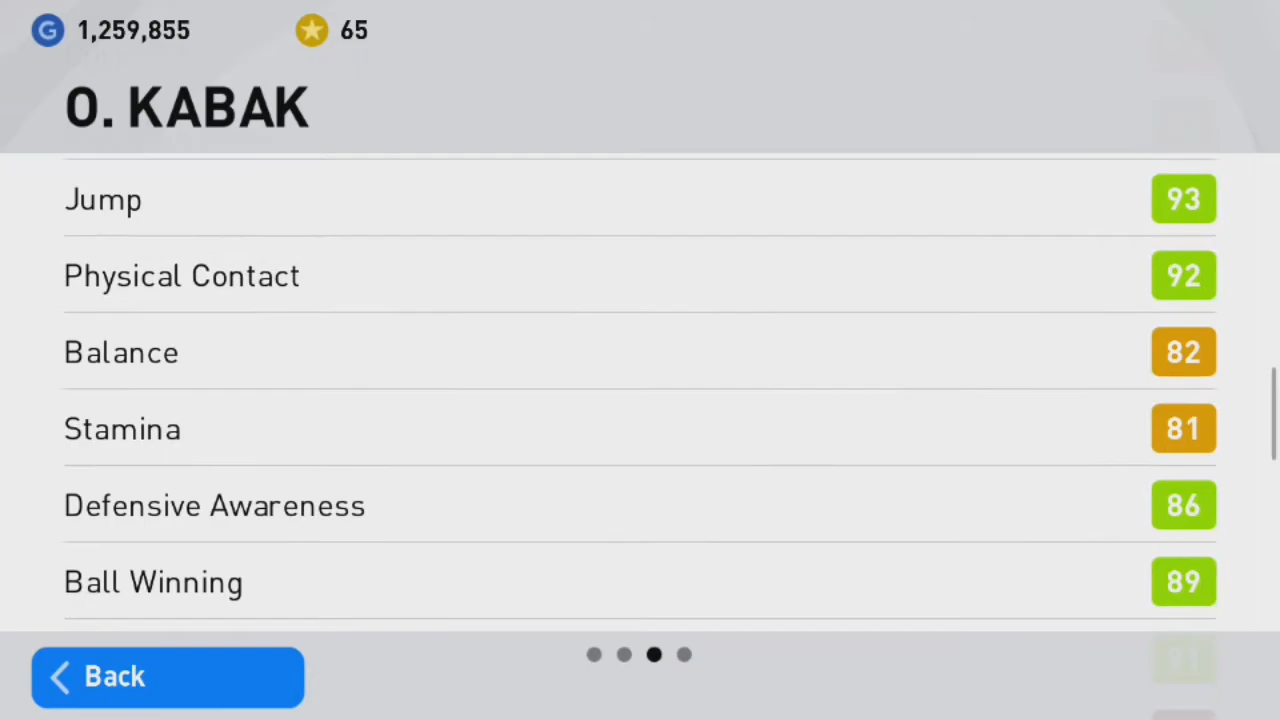 G 1,259,855 65
O. KABAK
Jump 93
Physical Contact 92
Balance 82
Stamina 81
Defensive Awareness 86
Ball Winning 89
Back